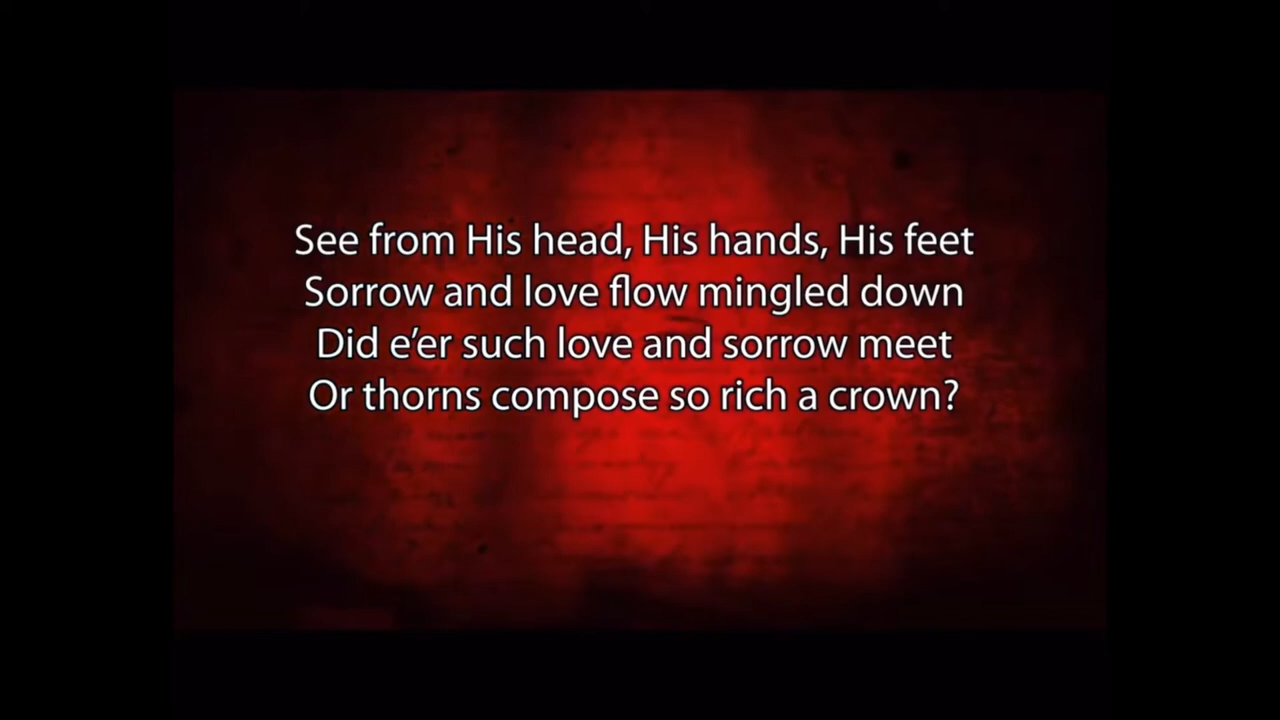 See from His head, His hands, His feet
Sorrow and love flow mingled down
Did e’er such love and sorrow meet
Or thorns compose so rich a crown?